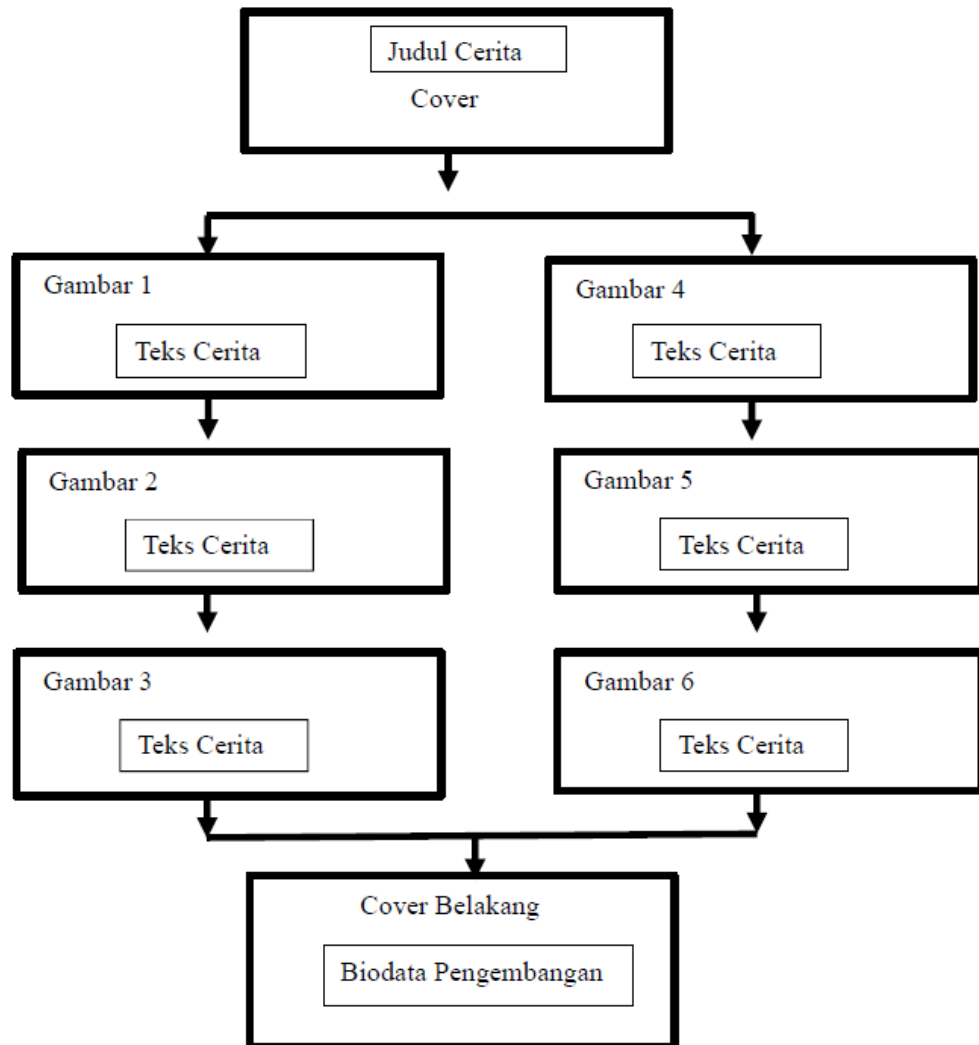 Judul Cerita
Cover
Gambar 1
Teks Cerita
Gambar 2
Teks Cerita
Gambar 3
Teks Cerita
Gambar 4
Teks Cerita
Gambar 5
Teks Cerita
Gambar 6
Teks Cerita
Cover Belakang
Biodata Pengembangan